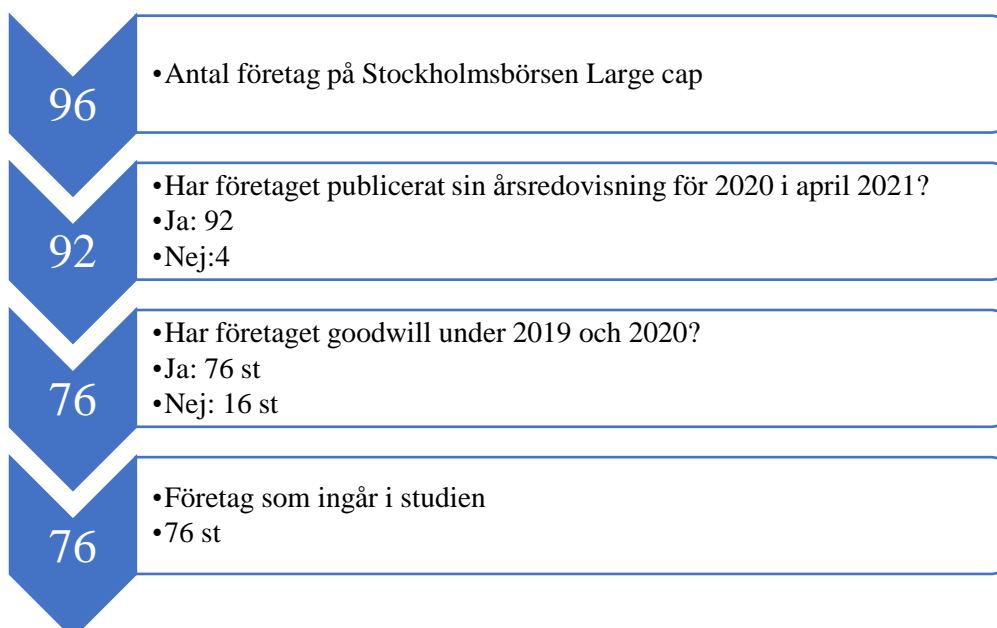 96
•Antal företag på Stockholmsbörsen Large cap
92
•Har företaget publicerat sin årsredovisning för 2020 i april 2021?
•Ja: 92
•Nej:4
76
•Har företaget goodwill under 2019 och 2020?
•Ja: 76 st
•Nej: 16 st
76
•Företag som ingår i studien
•76 st